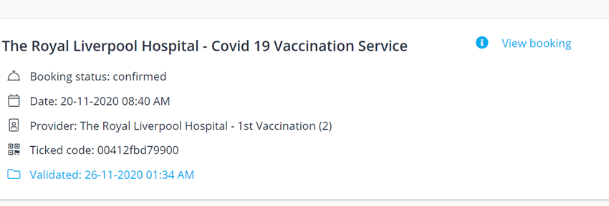 The Royal Liverpool Hospital - Covid 19 Vaccination Service
View booking
Booking status: confirmed
Date: 20-11-2020 08:40 AM
Provider: The Royal Liverpool Hospital - 1st Vaccination (2)
Ticked code: 00412fbd79900
Validated: 26-11-2020 01:34 AM